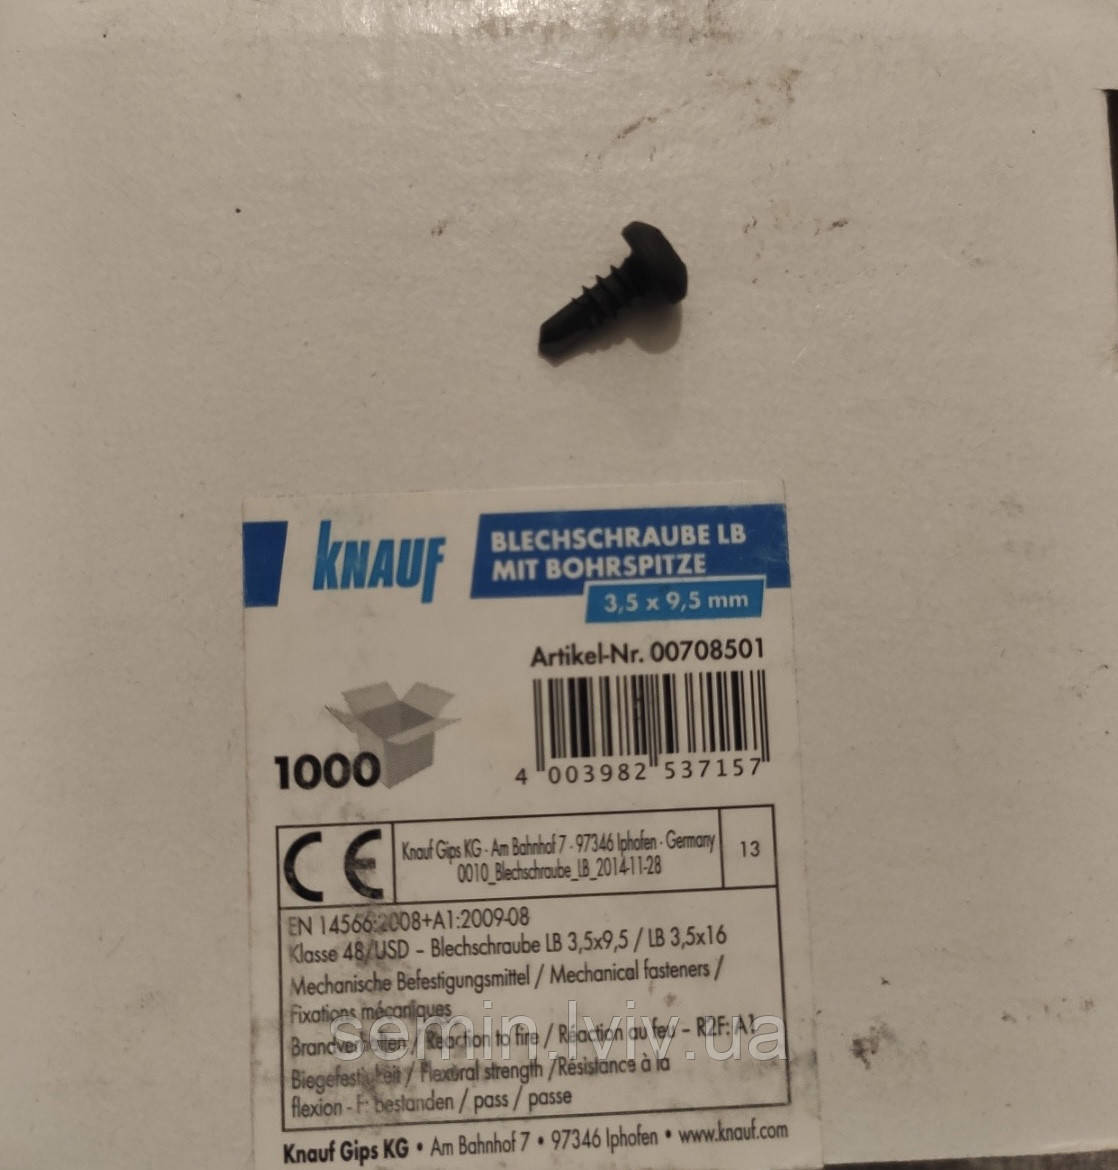 KNAUF
BLECHSCHRAUBE LB
MIT BOHRSPITZE
3,5 x 9,5 mm
Artikel-Nr. 00708501
1000
4 003982 537157
CE
Knauf Gips KG - Am Bahnhof 7 - 97346 Iphofen - Germany
0010_Blechschraube_LB_2014-11-28
13
EN 14566:2008+A1:2009-08
Klasse 48/USD – Blechschraube LB 3,5x9,5 / LB 3,5x16
Mechanische Befestigungsmittel / Mechanical fasteners /
Fixations mécaniques
Brandverhalten / Reaction to fire / Réaction au feu – R2F: A1
Biegefestigkeit / Flexural strength /Résistance à la
flexion - F: bestanden / pass / passe
semin.lviv.ua
Knauf Gips KG • Am Bahnhof 7 • 97346 Iphofen • www.knauf.com